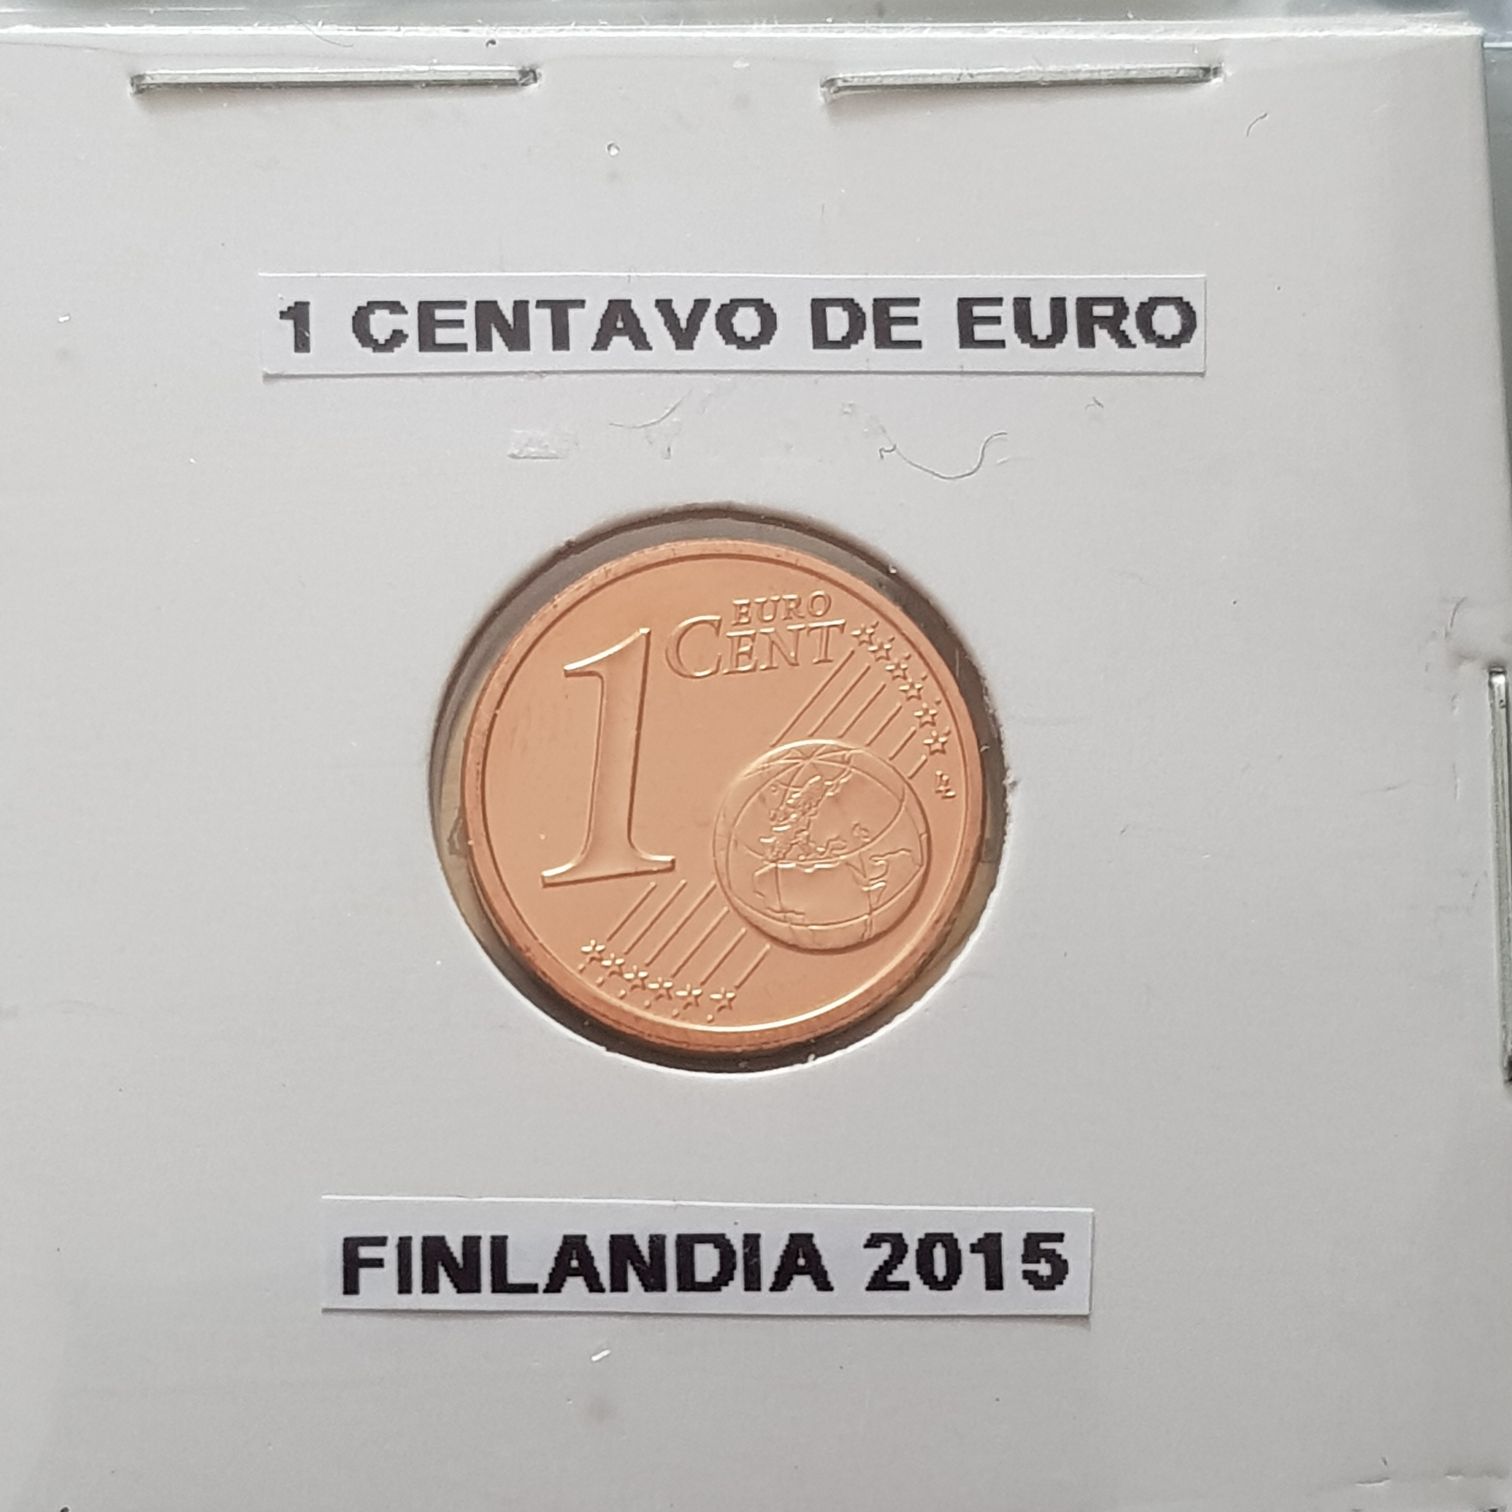 1 CENTAVO DE EURO
1 EURO
CENT
FINLANDIA 2015